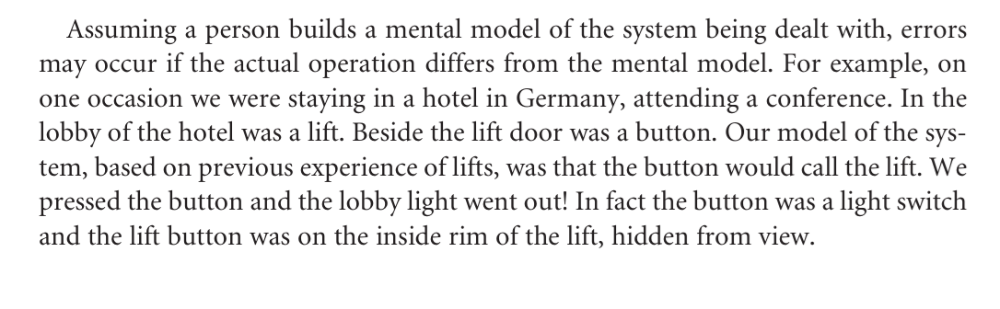 Assuming a person builds a mental model of the system being dealt with, errors
may occur if the actual operation differs from the mental model. For example, on
one occasion we were staying in a hotel in Germany, attending a conference. In the
lobby of the hotel was a lift. Beside the lift door was a button. Our model of the sys-
tem, based on previous experience of lifts, was that the button would call the lift. We
pressed the button and the lobby light went out! In fact the button was a light switch
and the lift button was on the inside rim of the lift, hidden from view.